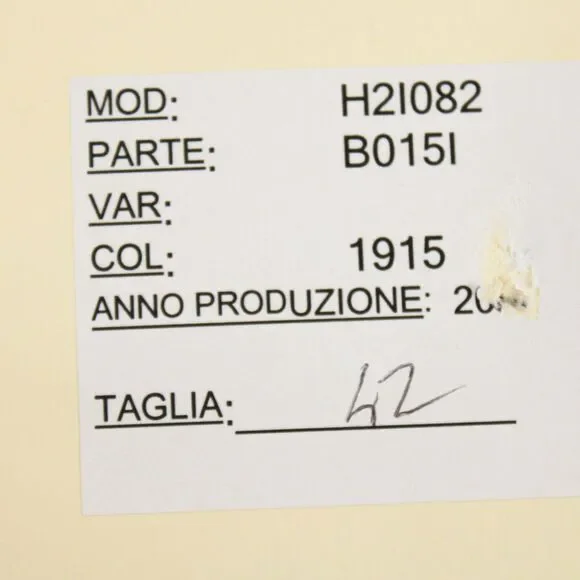 MOD: H2I082
PARTE: B015I
VAR:
COL: 1915
ANNO PRODUZIONE:
TAGLIA: 42